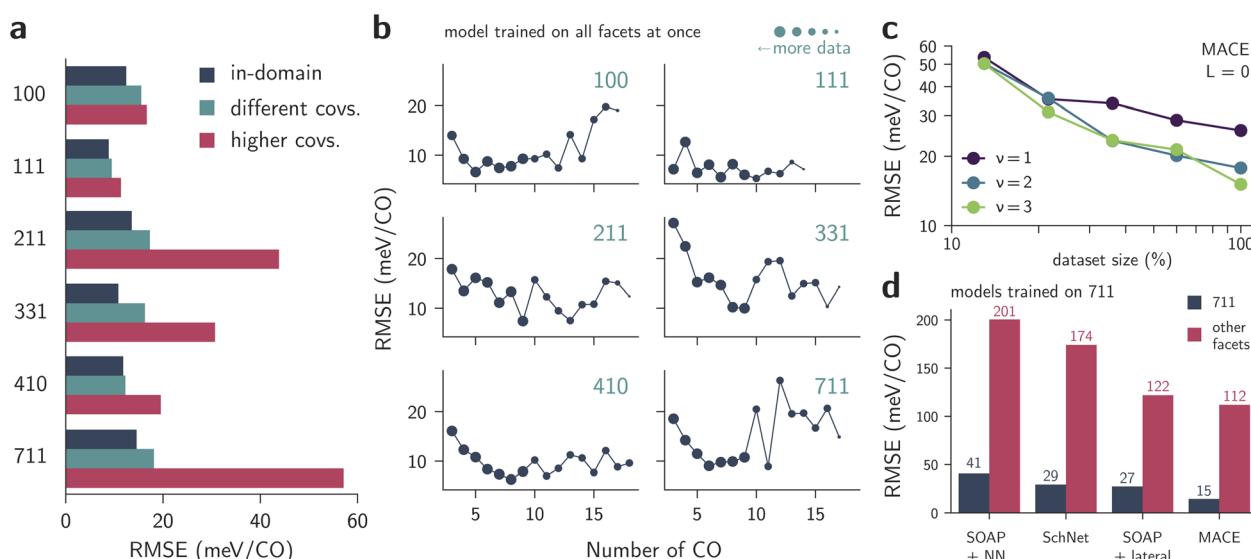 a
in-domain
different covs.
higher covs.
100
111
211
331
410
711
0 20 40 60
RMSE (meV/CO)
b
model trained on all facets at once
←more data
100
111
20
10
211
331
20
10
410
711
20
10
5 10 15
5 10 15
RMSE (meV/CO)
Number of CO
c
MACE
L = 0
60
50
40
30
20
10
RMSE (meV/CO)
ν = 1
ν = 2
ν = 3
10 100
dataset size (%)
d
models trained on 711
711
other
facets
200
150
100
50
0
RMSE (meV/CO)
41 201
29 174
27 122
15 112
SOAP
+ NN
SchNet
SOAP
+ lateral
MACE